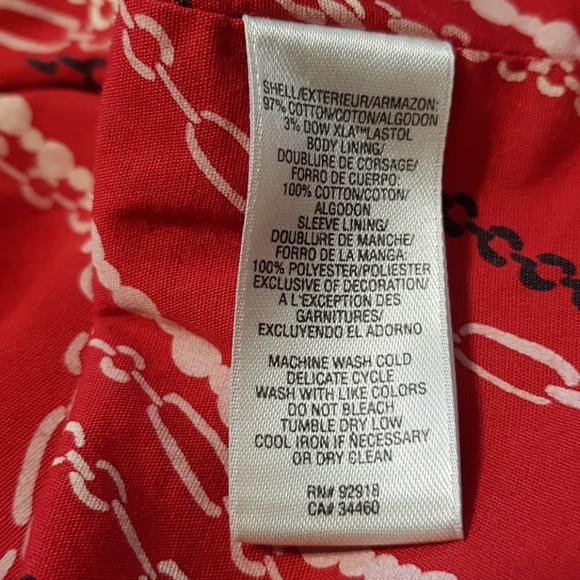 SHELL/EXTERIEUR/ARMAZON:
97% COTTON/COTON/ALGODON
3% DOW XLA™LASTOL
BODY LINING/
DOUBLURE DE CORSAGE/
FORRO DE CUERPO:
100% COTTON/COTON/
ALGODON
SLEEVE LINING/
DOUBLURE DE MANCHE/
FORRO DE LA MANGA:
100% POLYESTER/POLIESTER
EXCLUSIVE OF DECORATION/
A L'EXCEPTION DES
GARNITURES/
EXCLUYENDO EL ADORNO
MACHINE WASH COLD
DELICATE CYCLE
WASH WITH LIKE COLORS
DO NOT BLEACH
TUMBLE DRY LOW
COOL IRON IF NECESSARY
OR DRY CLEAN
RN# 92918
CA# 34460